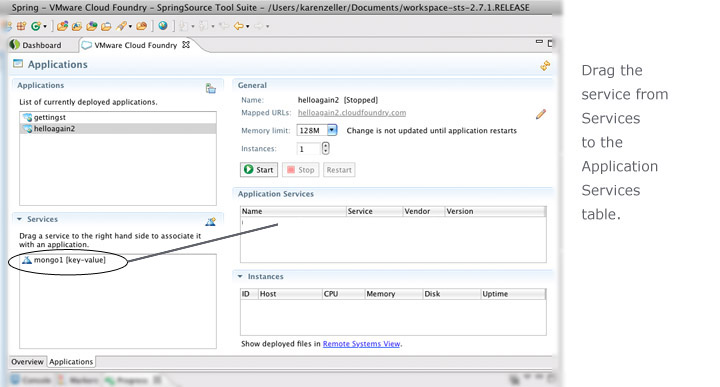 Spring - VMware Cloud Foundry - SpringSource Tool Suite - /Users/karenzeller/Documents/workspace-sts-2.7.1.RELEASE
Dashboard
VMware Cloud Foundry
Applications
Applications
List of currently deployed applications.
gettingst
helloagain2
Services
Drag a service to the right hand side to associate it
with an application.
mongo1 [key-value]
General
Name: helloagain2 [Stopped]
Mapped URLs: helloagain2.cloudfoundry.com
Memory limit: 128M Change is not updated until application restarts
Instances: 1
Start Stop Restart
Application Services
Name Service Vendor Version
Instances
ID Host CPU Memory Disk Uptime
Show deployed files in Remote Systems View.
Overview Applications
Console Markers Progress
Drag the
service from
Services
to the
Application
Services
table.